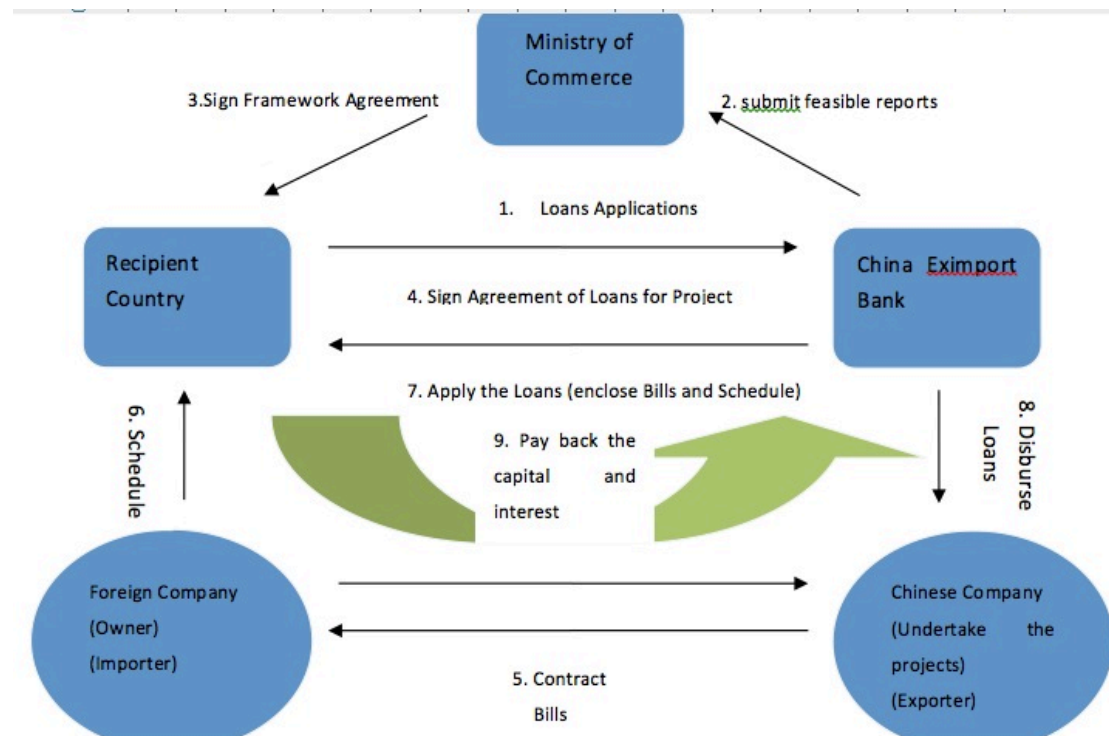 Ministry of
Commerce
3.Sign Framework Agreement
2. submit feasible reports
1. Loans Applications
Recipient
Country
China Eximport
Bank
4. Sign Agreement of Loans for Project
7. Apply the Loans (enclose Bills and Schedule)
6. Schedule
9. Pay back the
capital and
interest
8. Disburse
Loans
Foreign Company
(Owner)
(Importer)
Chinese Company
(Undertake the
projects)
(Exporter)
5. Contract
Bills